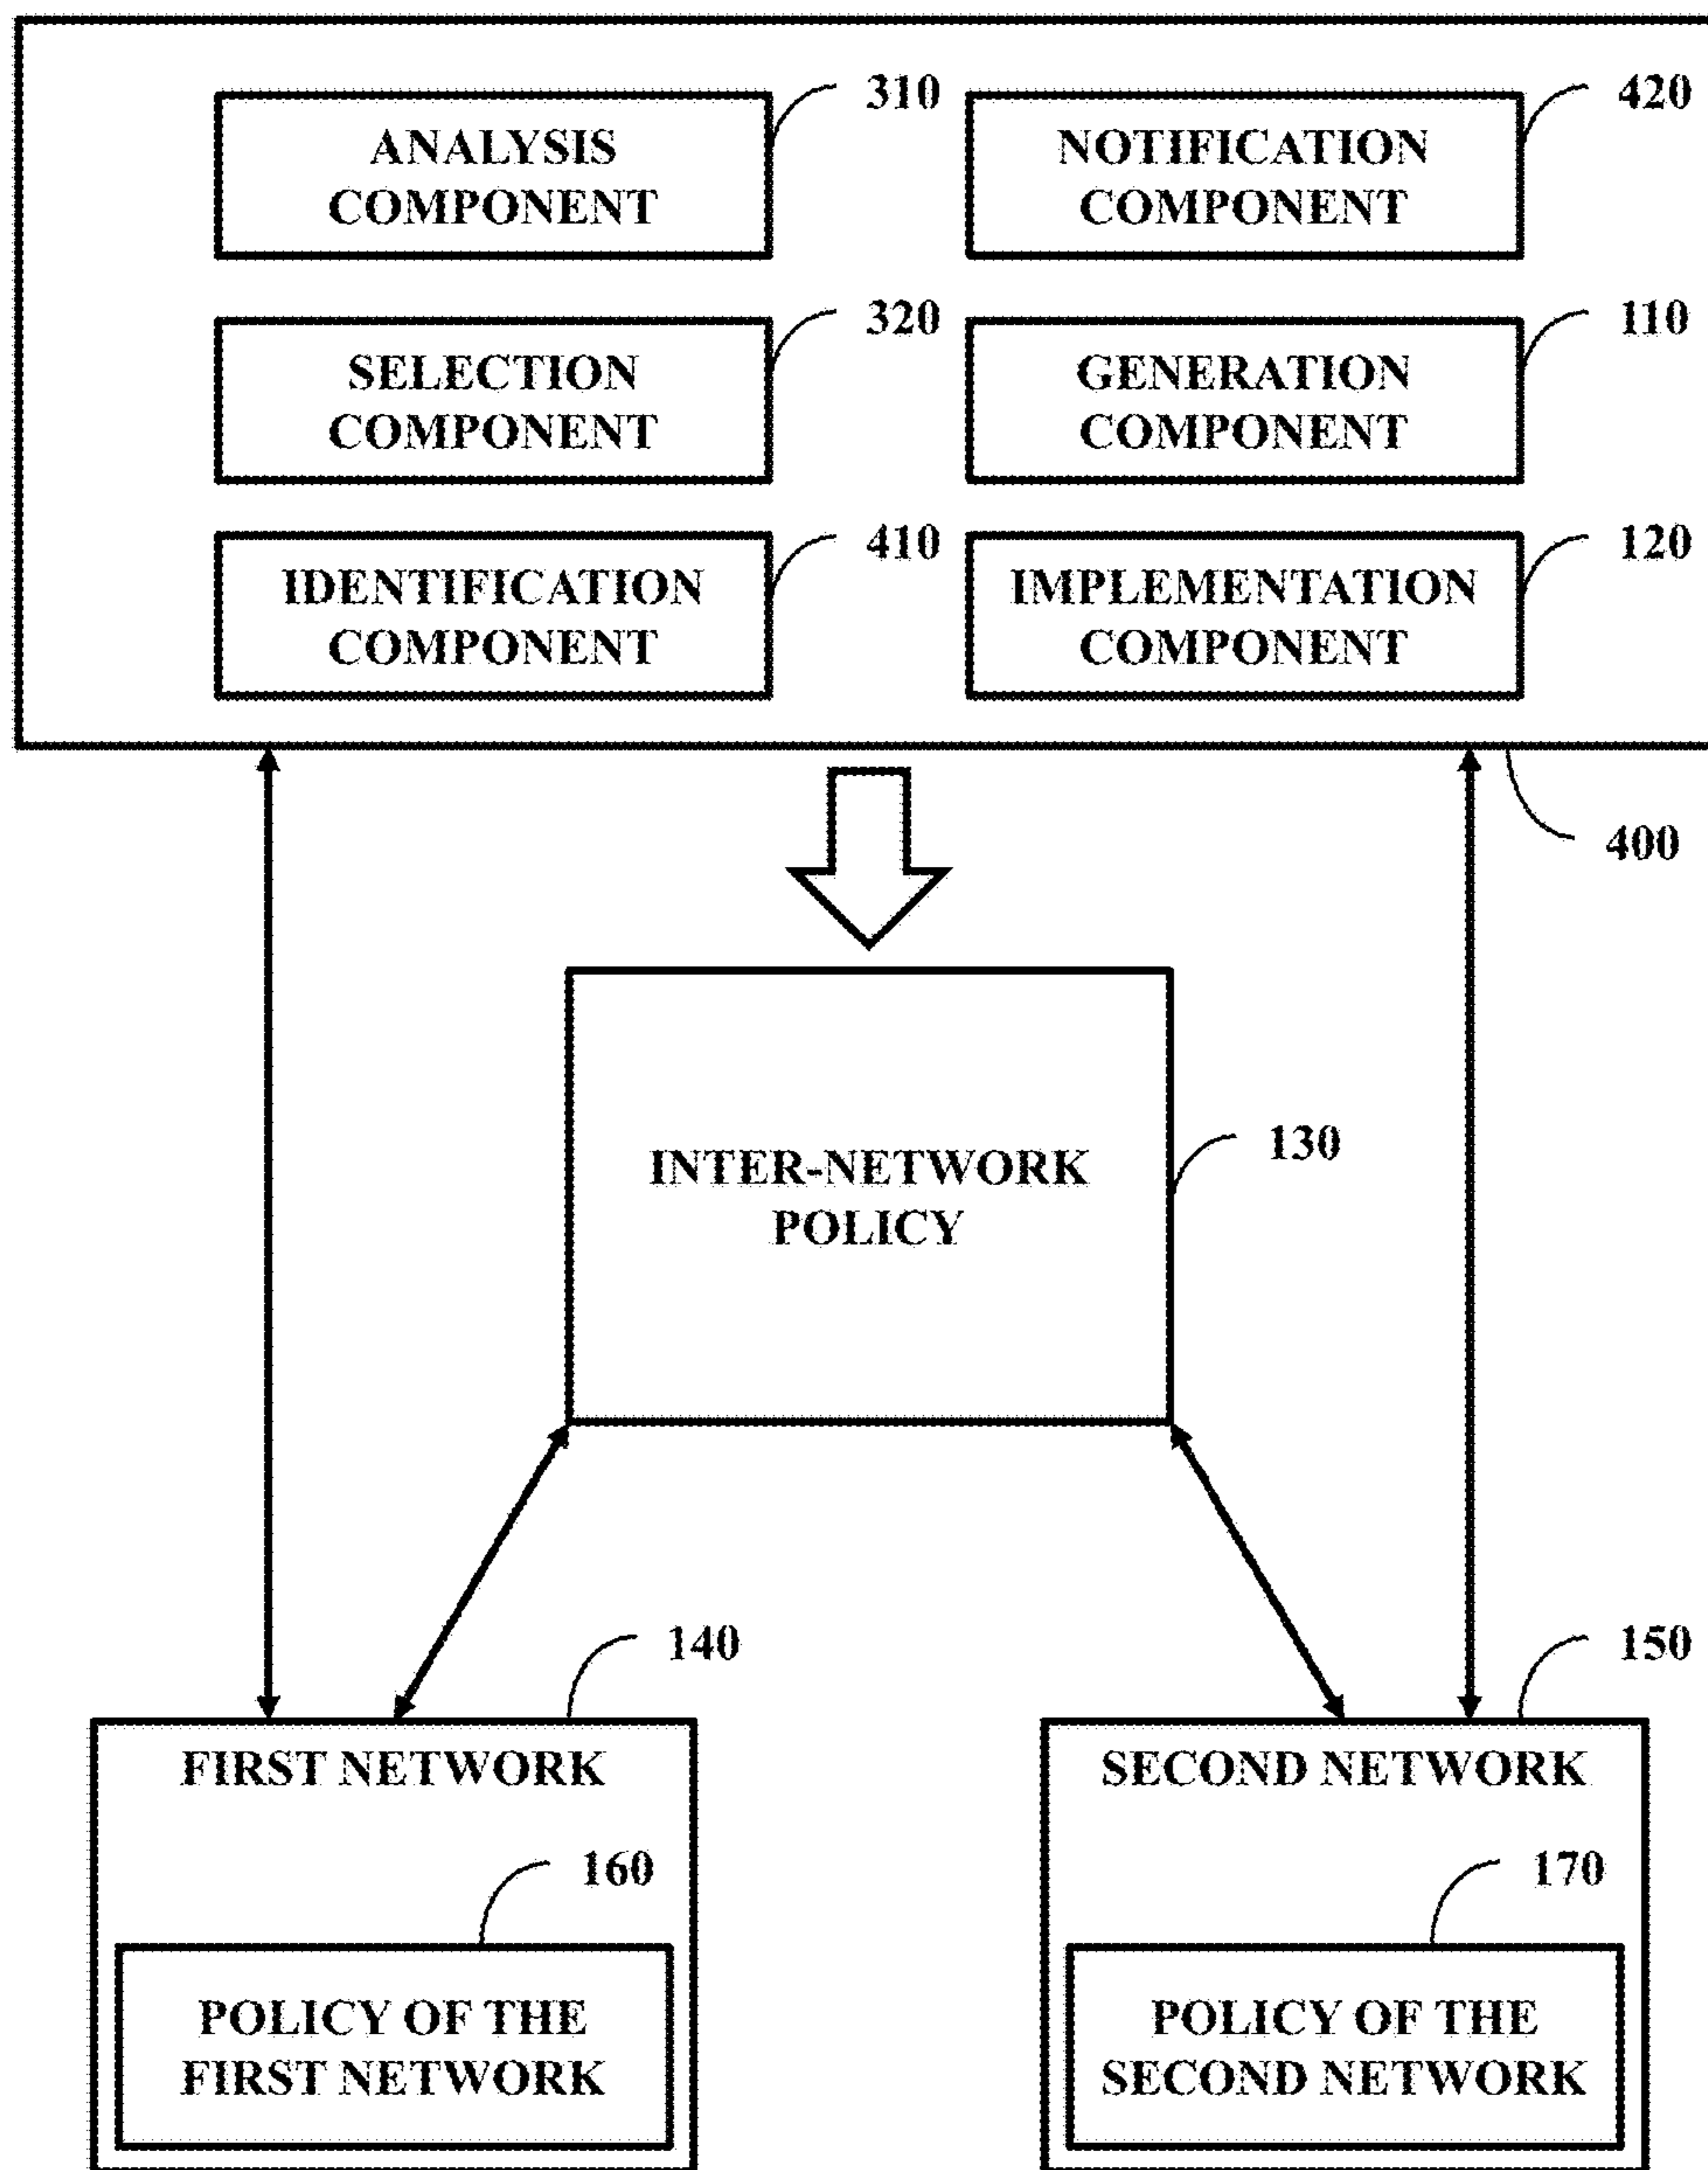 310
ANALYSIS
COMPONENT
420
NOTIFICATION
COMPONENT
320
SELECTION
COMPONENT
110
GENERATION
COMPONENT
410
IDENTIFICATION
COMPONENT
120
IMPLEMENTATION
COMPONENT
400
130
INTER-NETWORK
POLICY
140
FIRST NETWORK
160
POLICY OF THE
FIRST NETWORK
150
SECOND NETWORK
170
POLICY OF THE
SECOND NETWORK